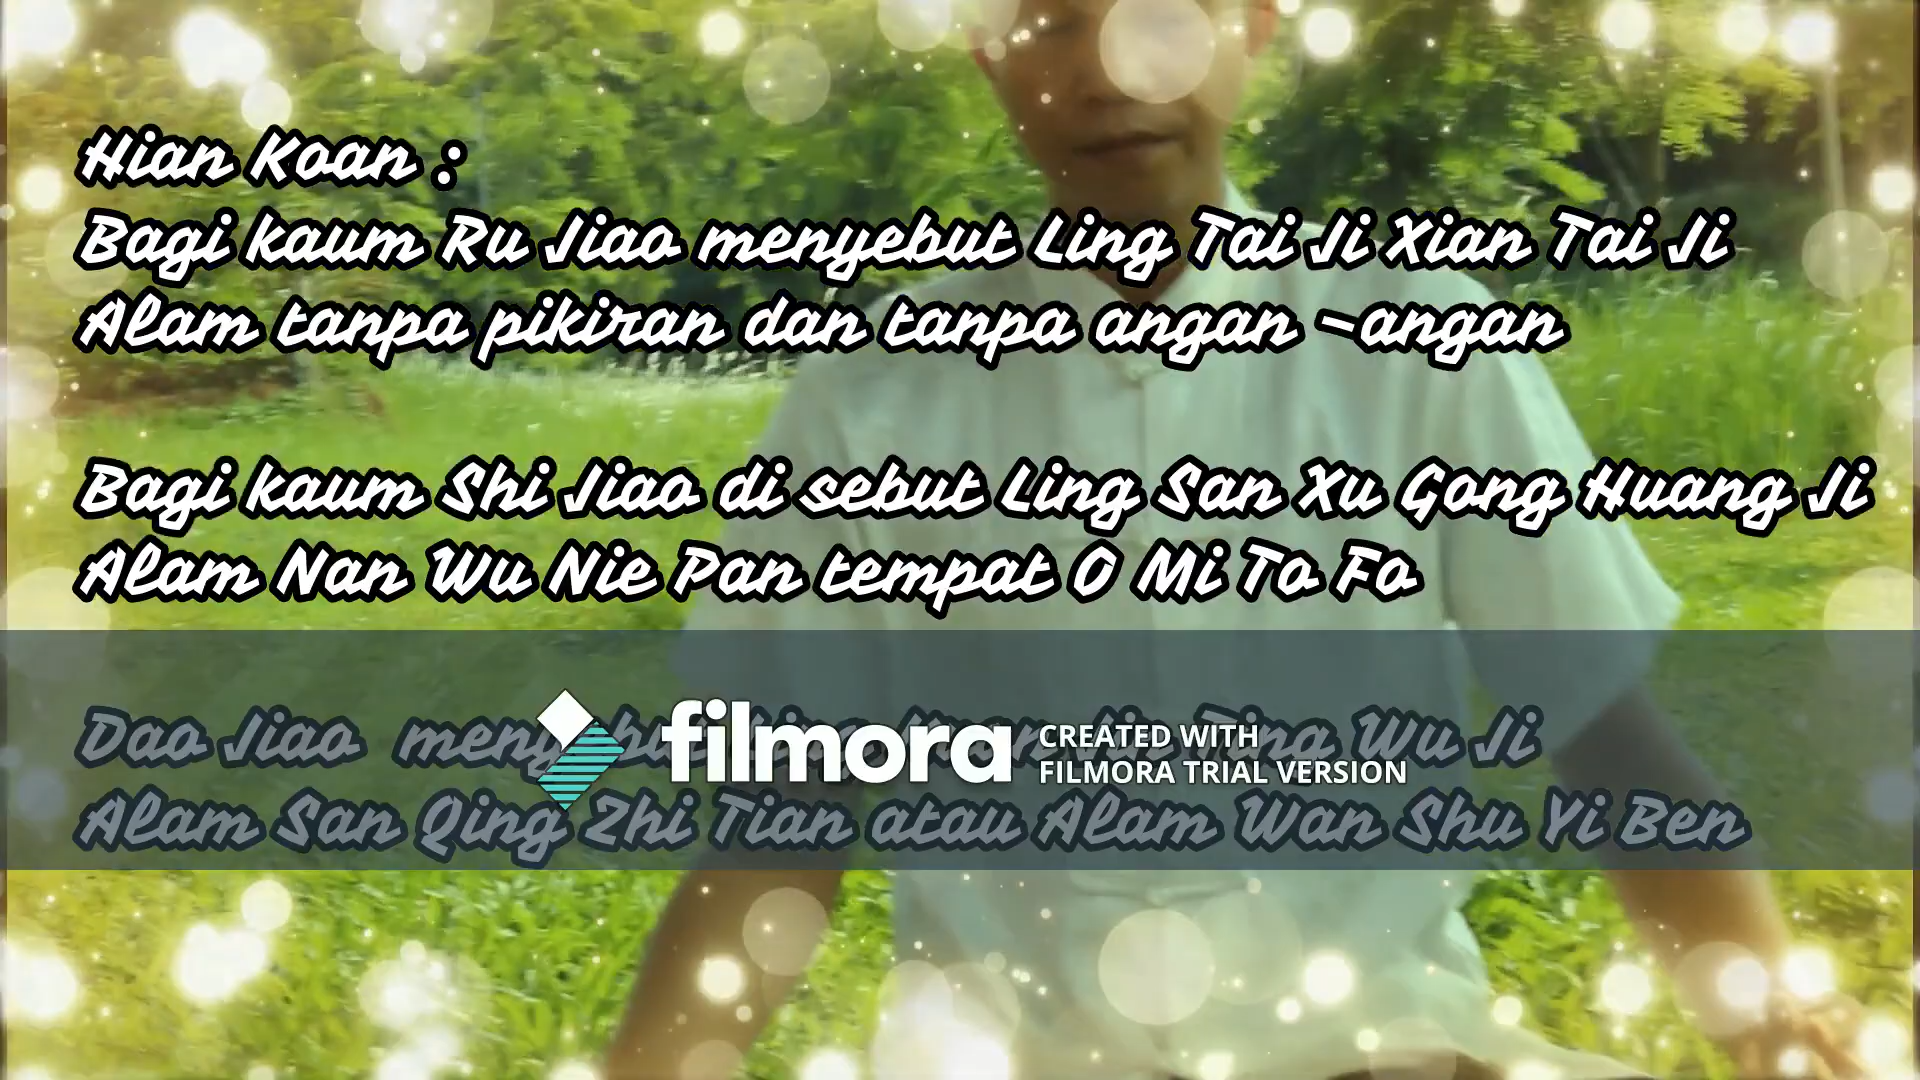 Hian Koan :
Bagi kaum Ru Jiao menyebut Ling Tai Ji Xian Tai Ji
Alam tanpa pikiran dan tanpa angan -angan
Bagi kaum Shi Jiao di sebut Ling San Xu Gong Huang Ji
Alam Nan Wu Nie Pan tempat O Mi To Fo
Dao Jiao menyebut Ting Wu Ji
filmora CREATED WITH
FILMORA TRIAL VERSION
Alam San Qing Zhi Tian atau Alam Wan Shu Yi Ben